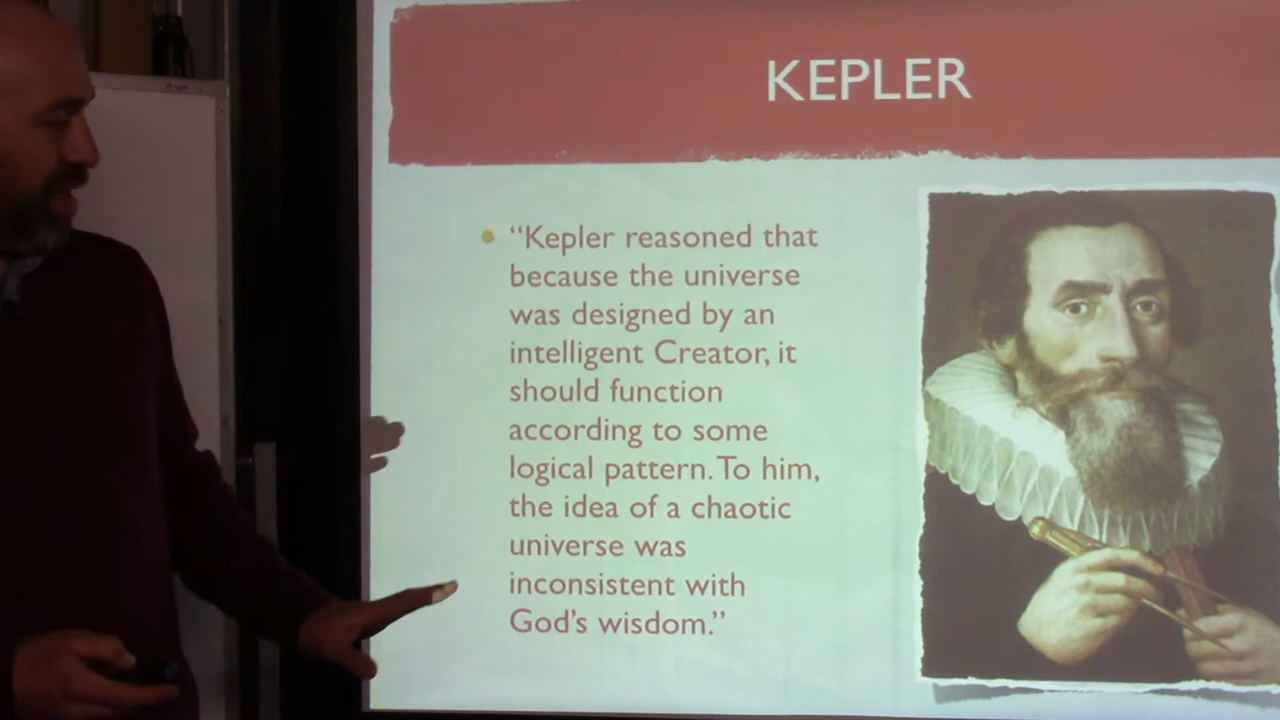 KEPLER
“Kepler reasoned that
because the universe
was designed by an
intelligent Creator, it
should function
according to some
logical pattern. To him,
the idea of a chaotic
universe was
inconsistent with
God’s wisdom.”